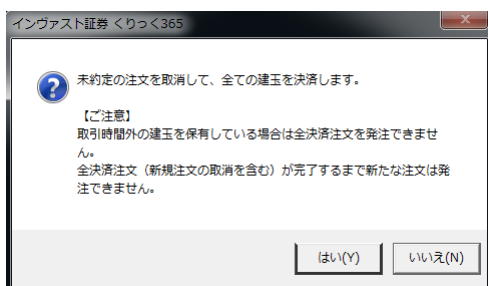 インヴァスト証券 くりっく365
未約定の注文を取消して、全ての建玉を決済します。
【ご注意】
取引時間外の建玉を保有している場合は全決済注文を発注できませ
ん。
全決済注文（新規注文の取消を含む）が完了するまで新たな注文は発
注できません。
はい(Y)
いいえ(N)